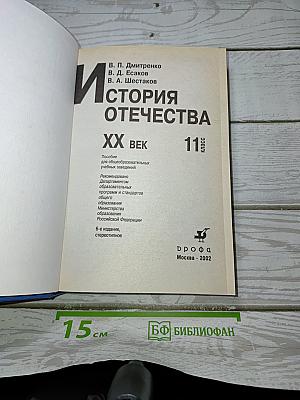 В. П. Дмитренко
В. Д. Есаков
В. А. Шестаков
ИСТОРИЯ
ОТЕЧЕСТВА
XX ВЕК
11 КЛАСС
Пособие
для общеобразовательных
учебных заведений
Рекомендовано
Департаментом
образовательных
программ и стандартов
общего
образования
Министерства
образования
Российской Федерации
6-е издание,
стереотипное
дрофа
Москва · 2002
15 см
БФ БИБЛИОФАН